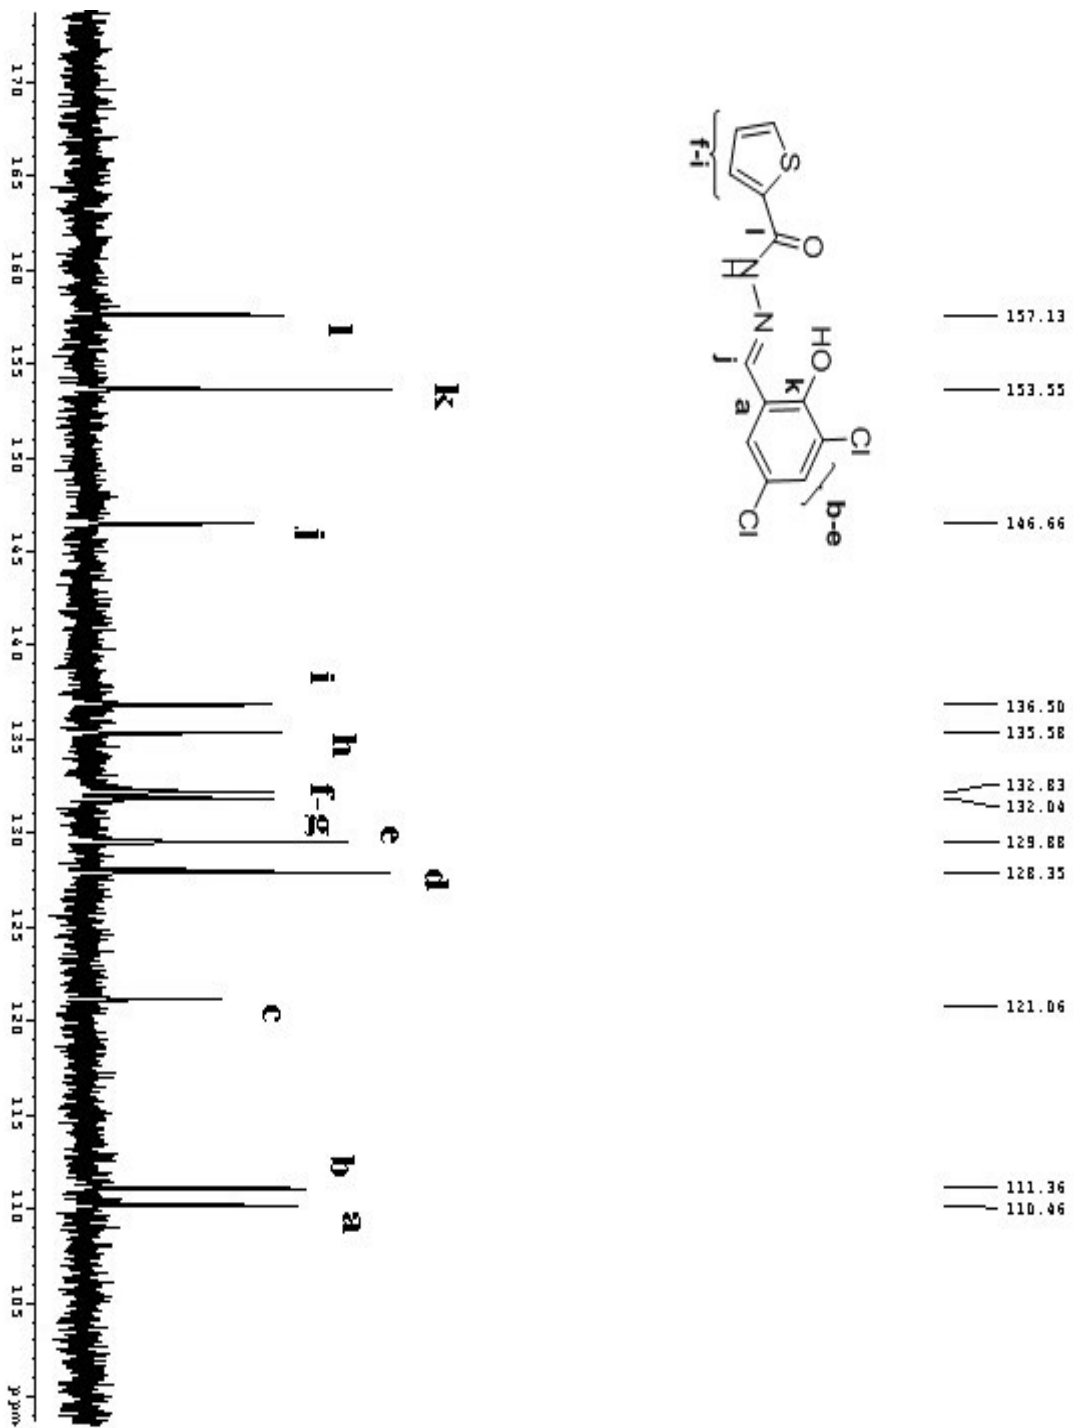 157.13
153.55
146.66
136.50
135.58
132.83
132.04
129.88
128.35
121.06
111.36
110.46
S
O
N
H
N
HO
Cl
Cl
f-i
l
j
k
a
b-e
l
k
j
i
h
f-g
e
d
c
b
a
170 165 160 155 150 145 140 135 130 125 120 115 110 105 ppm